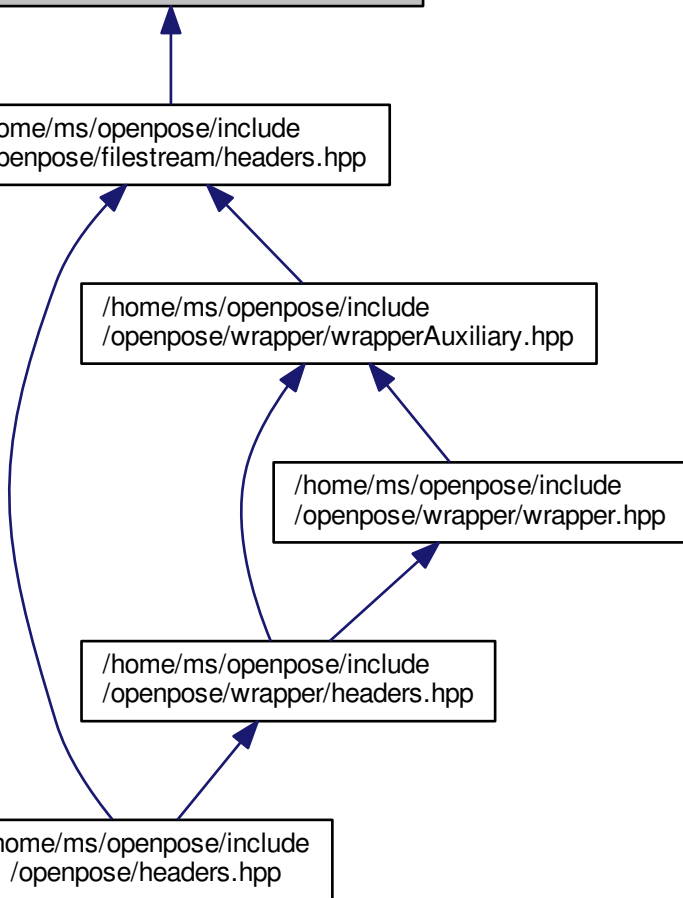 ome/ms/openpose/include
penpose/filestream/headers.hpp
/home/ms/openpose/include
/openpose/wrapper/wrapperAuxiliary.hpp
/home/ms/openpose/include
/openpose/wrapper/wrapper.hpp
/home/ms/openpose/include
/openpose/wrapper/headers.hpp
home/ms/openpose/include
/openpose/headers.hpp